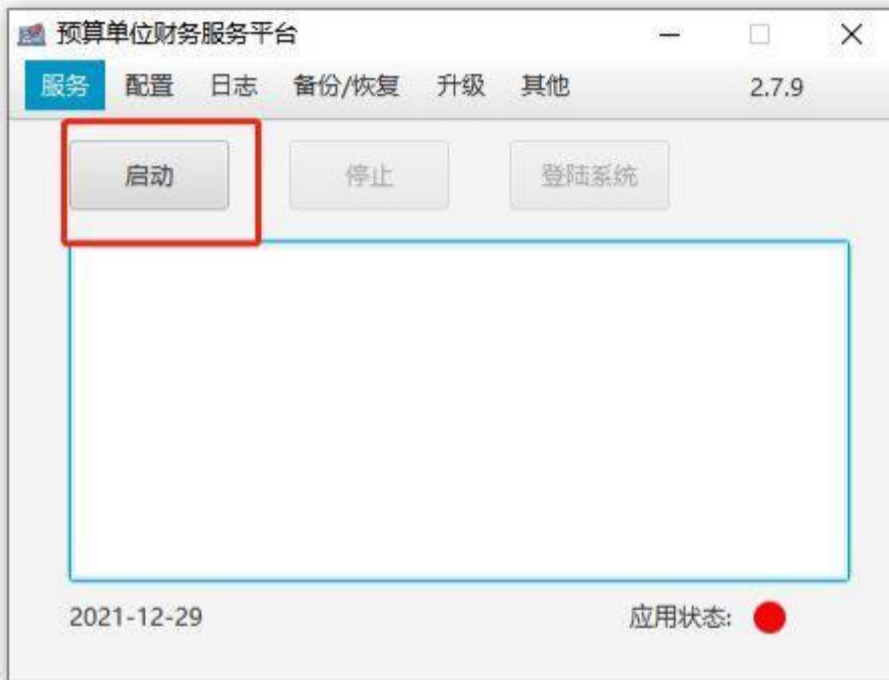 预算单位财务服务平台
服务 配置 日志 备份/恢复 升级 其他 2.7.9
启动 停止 登陆系统
2021-12-29 应用状态: